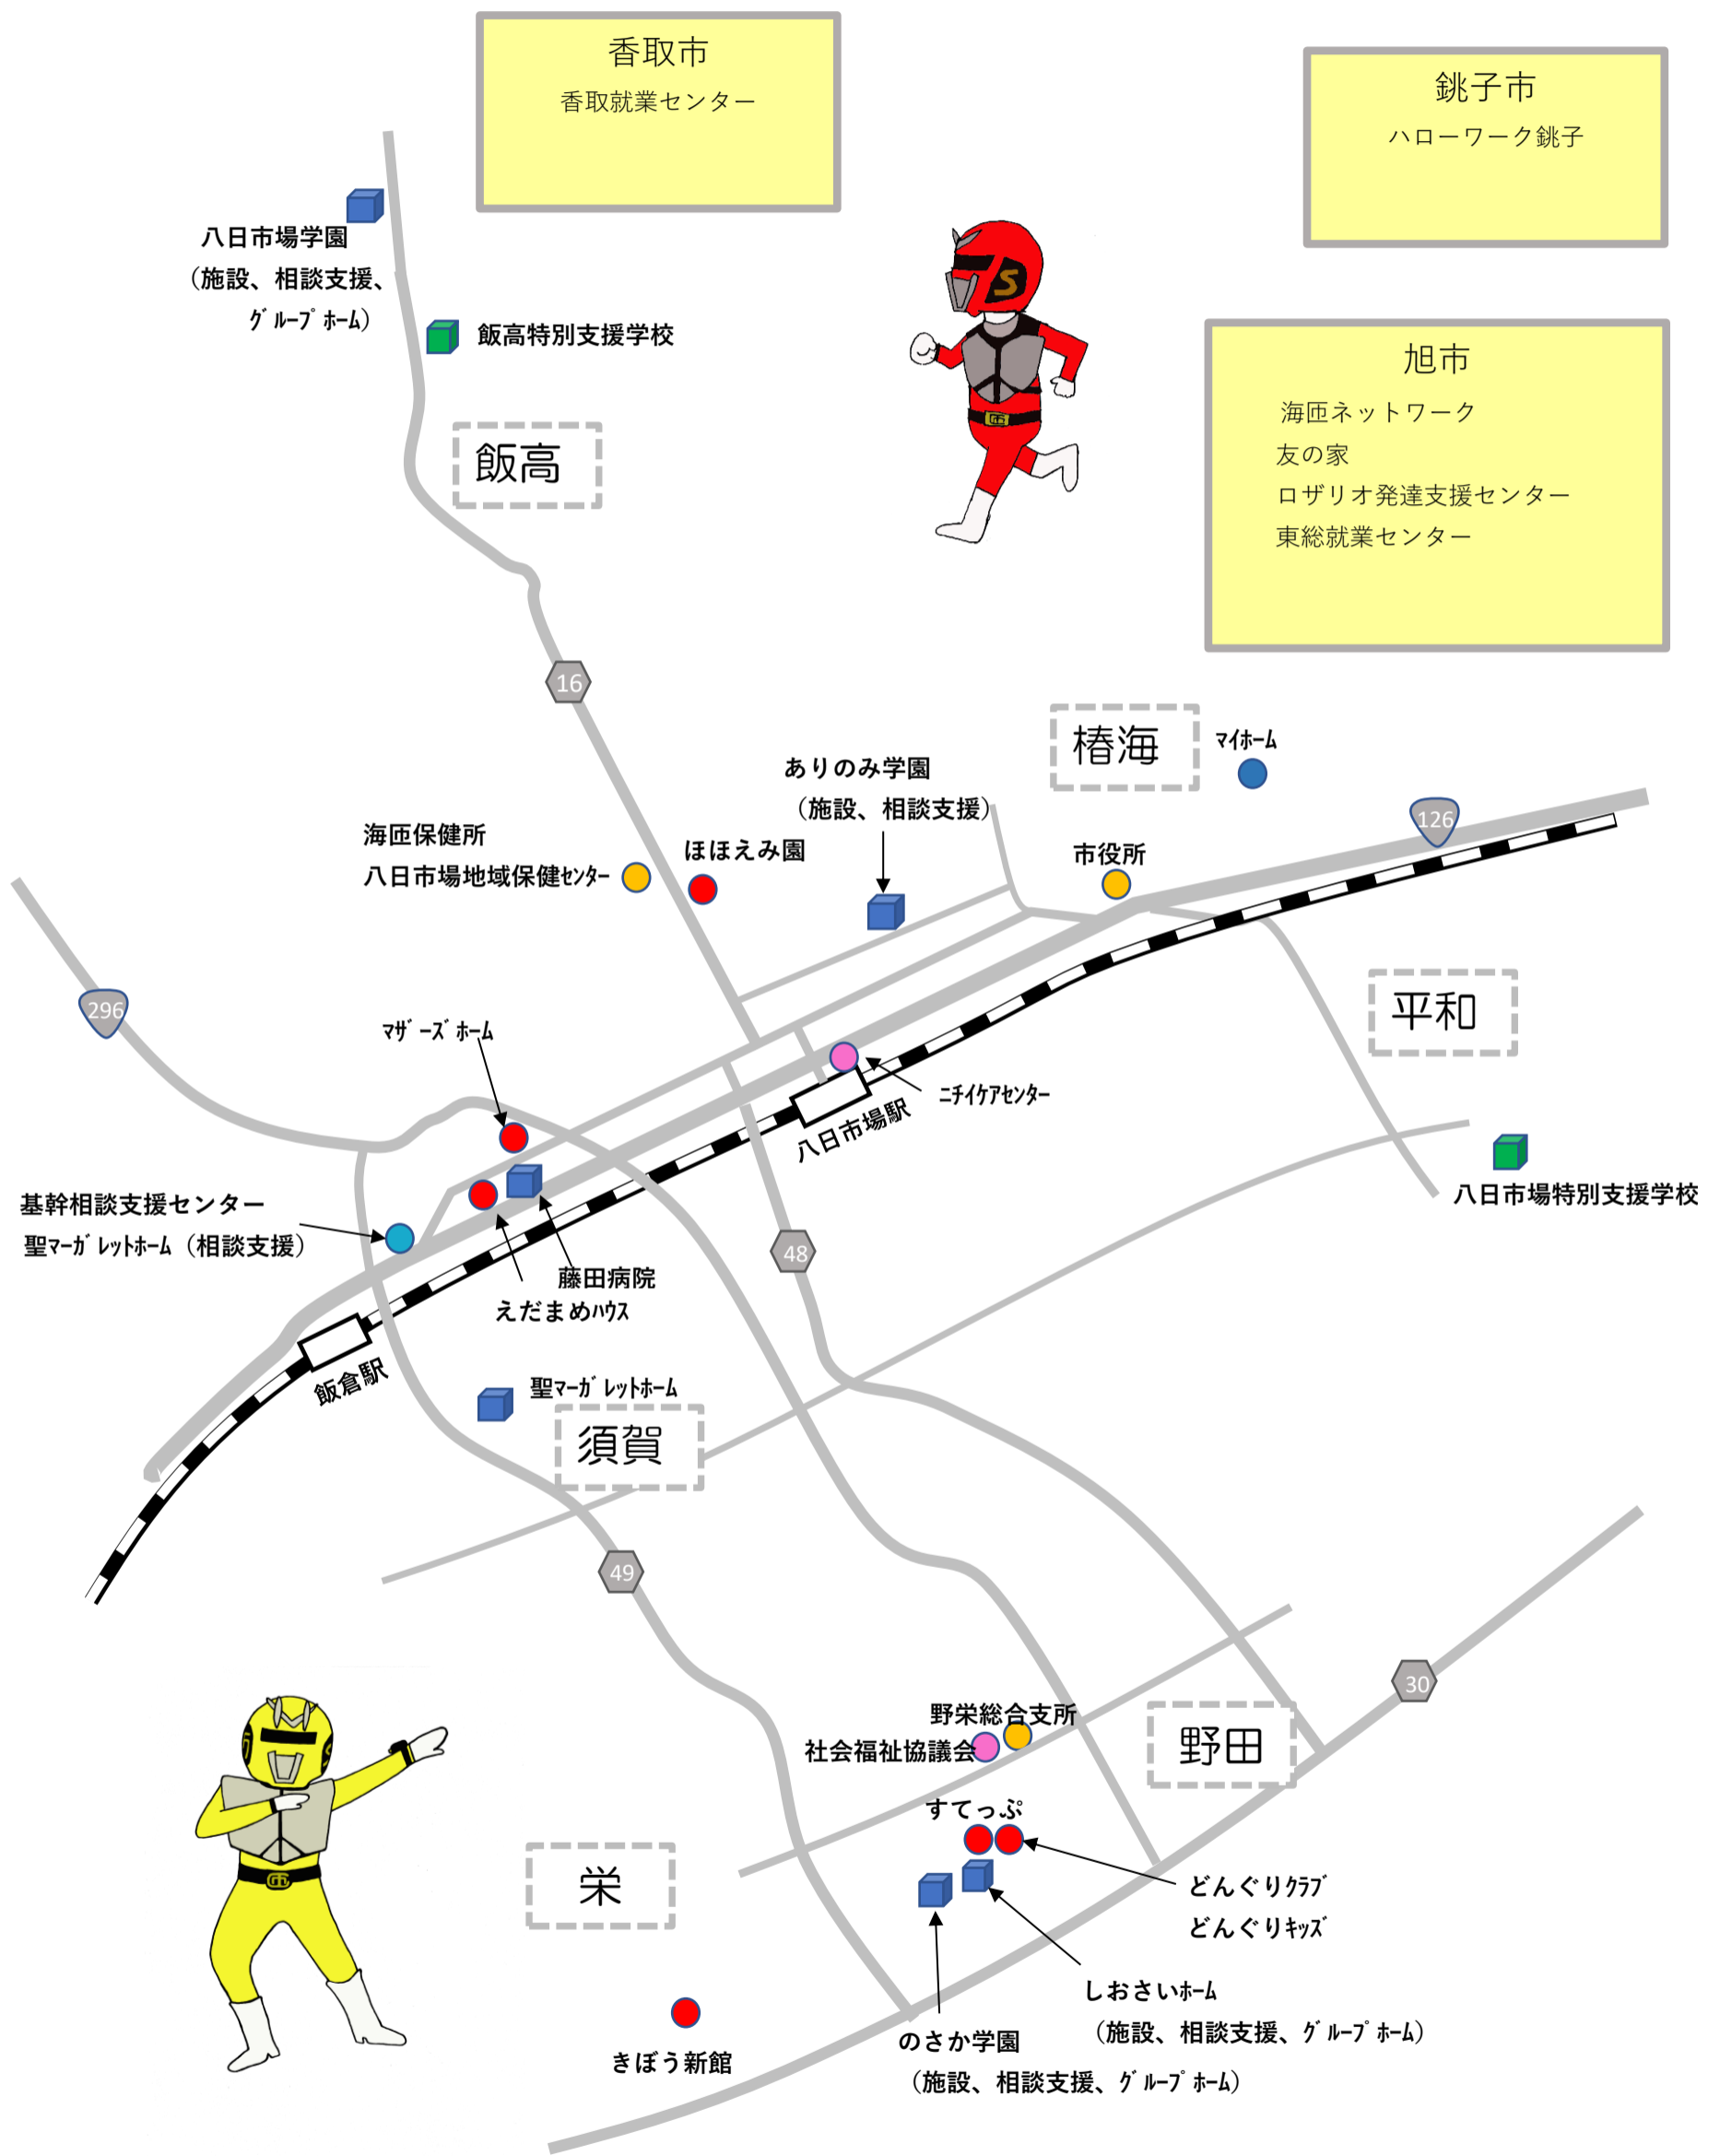 香取市
香取就業センター
銚子市
ハローワーク銚子
八日市場学園
（施設、相談支援、
ｸﾞﾙｰﾌﾟﾎｰﾑ）
飯高特別支援学校
S
旭市
海匝ネットワーク
友の家
ロザリオ発達支援センター
東総就業センター
飯高
16
椿海
ﾏｲﾎｰﾑ
ありのみ学園
（施設、相談支援）
126
海匝保健所
八日市場地域保健ｾﾝﾀｰ
ほほえみ園
市役所
296
平和
ﾏｻﾞｰｽﾞﾎｰﾑ
ﾆﾁｲｹｱｾﾝﾀｰ
八日市場駅
八日市場特別支援学校
基幹相談支援センター
聖ﾏｰｶﾞﾚｯﾄﾎｰﾑ（相談支援）
48
藤田病院
えだまめﾊｳｽ
飯倉駅
聖ﾏｰｶﾞﾚｯﾄﾎｰﾑ
須賀
49
30
野栄総合支所
社会福祉協議会
野田
すてっぷ
栄
どんぐりｸﾗﾌﾞ
どんぐりｷｯｽﾞ
しおさいﾎｰﾑ
（施設、相談支援、ｸﾞﾙｰﾌﾟﾎｰﾑ）
きぼう新館
のさか学園
（施設、相談支援、ｸﾞﾙｰﾌﾟﾎｰﾑ）